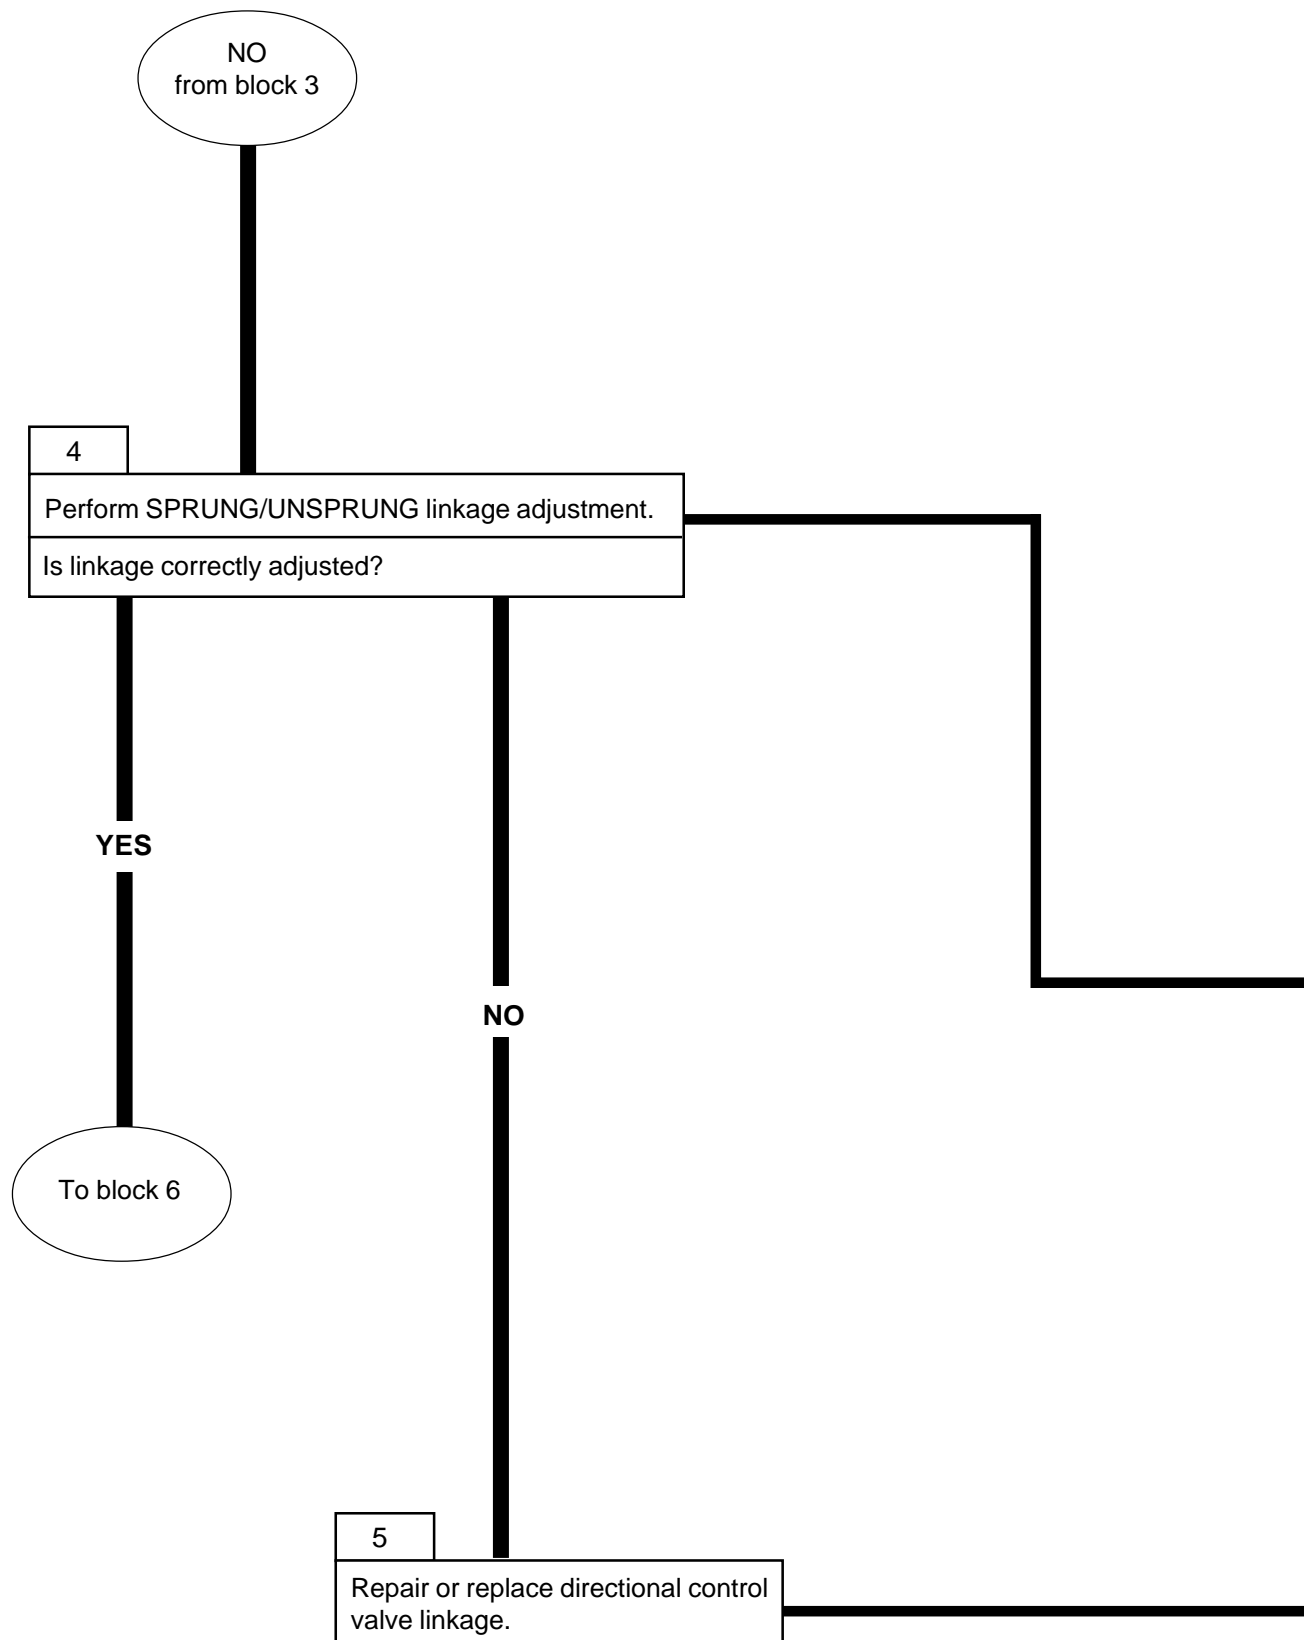 NO
from block 3
4
Perform SPRUNG/UNSPRUNG linkage adjustment.
Is linkage correctly adjusted?
YES
NO
To block 6
5
Repair or replace directional control
valve linkage.